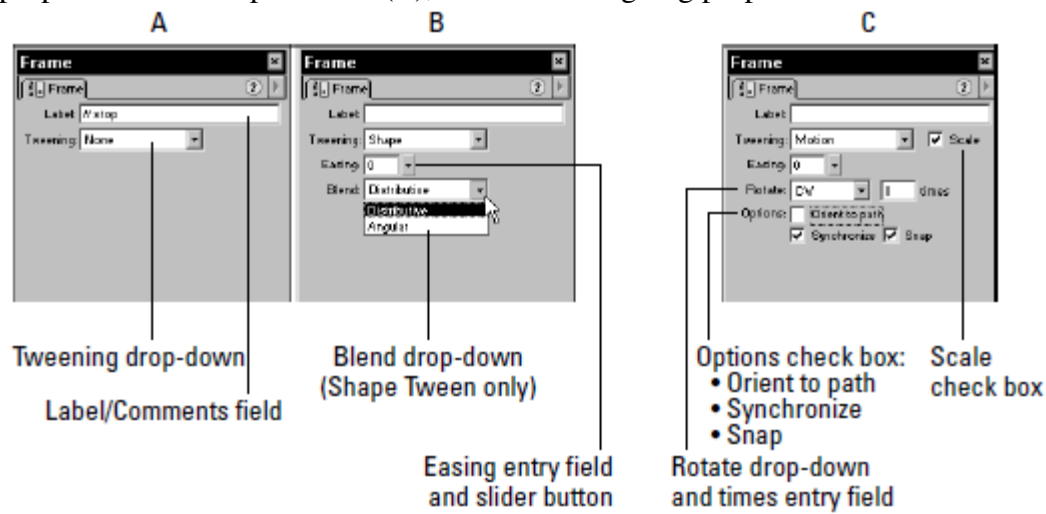 A B C
Frame
Frame
Label: //stop
Tweening: None
Frame
Frame
Label:
Tweening: Shape
Easing: 0
Blend: Distributive
Distributive
Angular
Frame
Frame
Label:
Tweening: Motion Scale
Easing: 0
Rotate: CW 1 times
Options: Orient to path
Synchronize Snap
Tweening drop-down
Label/Comments field
Blend drop-down
(Shape Tween only)
Easing entry field
and slider button
Options check box:
• Orient to path
• Synchronize
• Snap
Scale
check box
Rotate drop-down
and times entry field